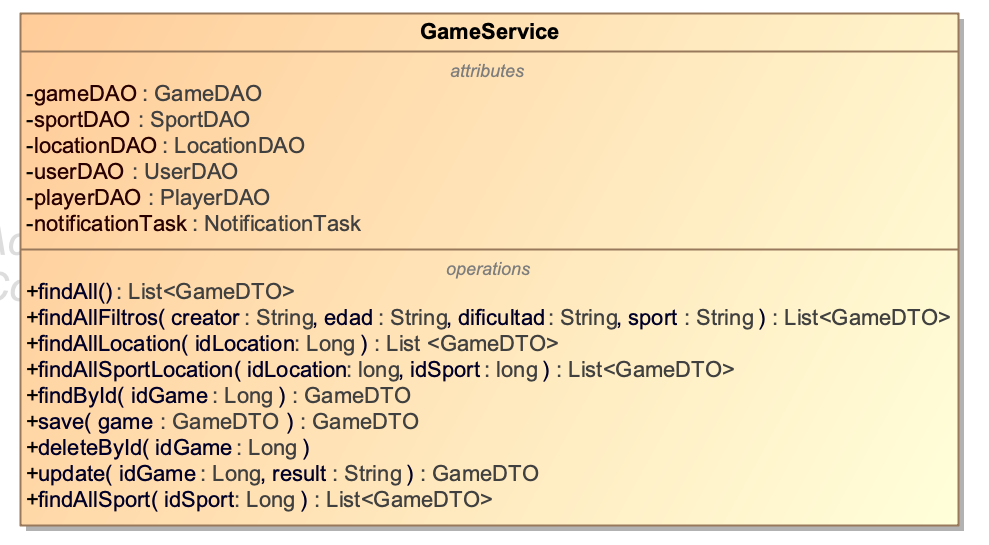 GameService
attributes
-gameDAO : GameDAO
-sportDAO : SportDAO
-locationDAO : LocationDAO
-userDAO : UserDAO
-playerDAO : PlayerDAO
-notificationTask : NotificationTask
operations
+findAll() : List<GameDTO>
+findAllFiltros( creator : String, edad : String, dificultad : String, sport : String ) : List<GameDTO>
+findAllLocation( idLocation: Long ) : List <GameDTO>
+findAllSportLocation( idLocation: long, idSport : long ) : List<GameDTO>
+findById( idGame : Long ) : GameDTO
+save( game : GameDTO ) : GameDTO
+deleteById( idGame : Long )
+update( idGame : Long, result : String ) : GameDTO
+findAllSport( idSport: Long ) : List<GameDTO>